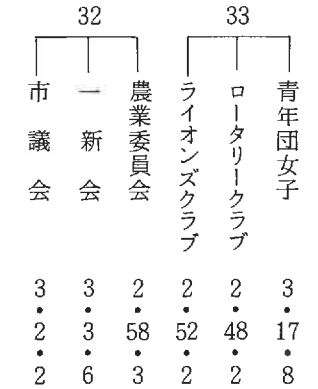 33
青年団女子 3・17・8
ロータリークラブ 2・48・2
ライオンズクラブ 2・52・2
32
農業委員会 2・58・3
一新会 3・3・6
市議会 3・2・2